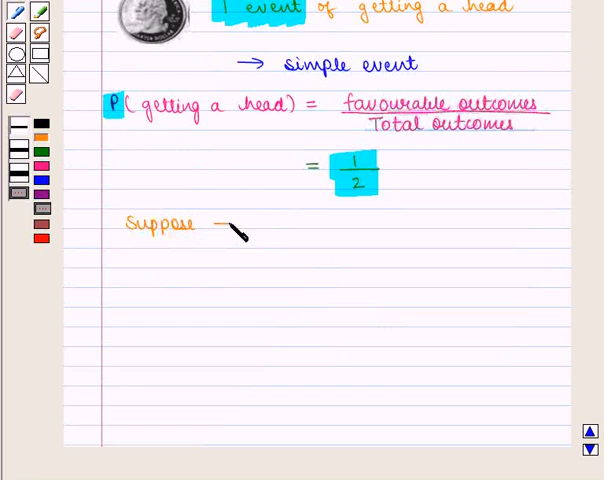 1 event of getting a head
→ simple event
P(getting a head) = favourable outcomes
Total outcomes
= 1
2
Suppose